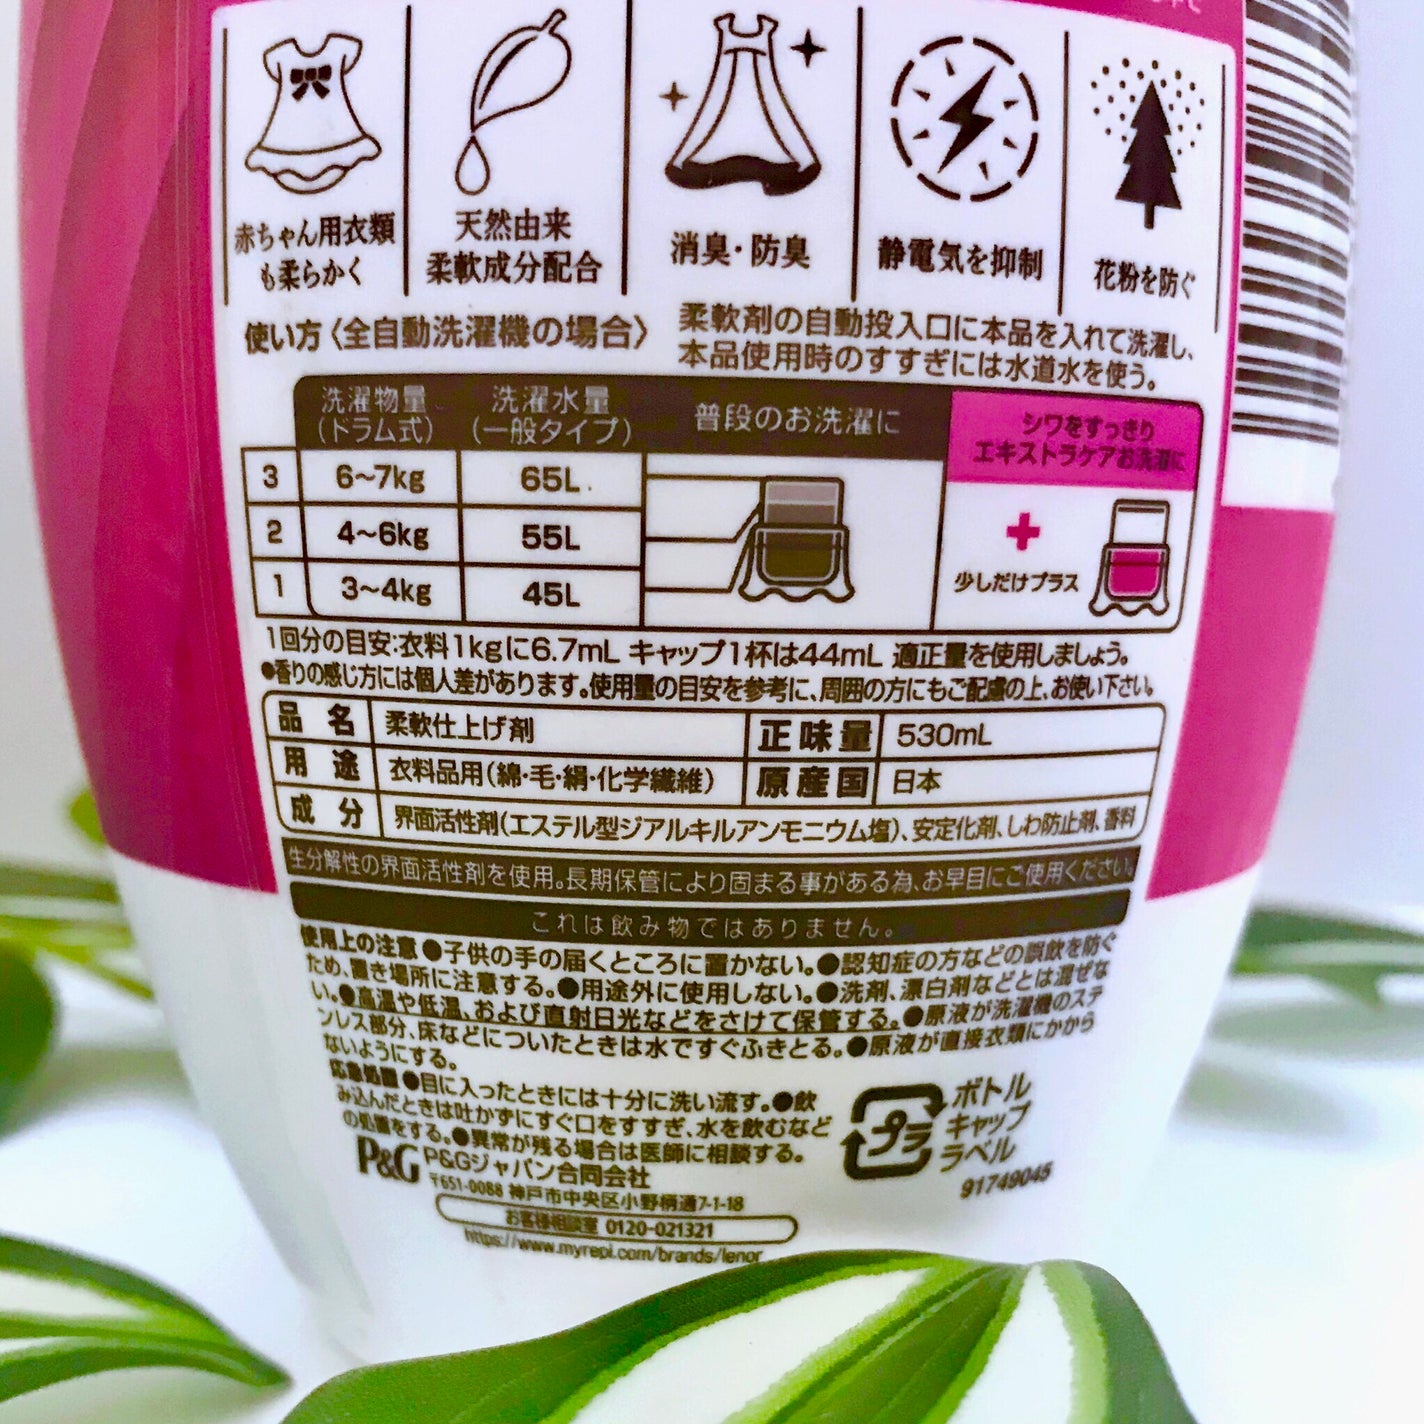 赤ちゃん用衣類
も柔らかく
天然由来
柔軟成分配合
消臭・防臭
静電気を抑制
花粉を防ぐ
使い方〈全自動洗濯機の場合〉
柔軟剤の自動投入口に本品を入れて洗濯し、
本品使用時のすすぎには水道水を使う。
洗濯物量
(ドラム式)
洗濯水量
(一般タイプ)
普段のお洗濯に
シワをすっきり
エキストラケアお洗濯に
3 6〜7kg 65L
2 4〜6kg 55L
1 3〜4kg 45L
+
少しだけプラス
1回分の目安:衣料1kgに6.7mL キャップ1杯は44mL 適正量を使用しましょう。
●香りの感じ方には個人差があります。使用量の目安を参考に、周囲の方にもご配慮の上、お使い下さい。
品名 柔軟仕上げ剤 正味量 530mL
用途 衣料品用(綿・毛・絹・化学繊維) 原産国 日本
成分 界面活性剤(エステル型ジアルキルアンモニウム塩)、安定化剤、しわ防止剤、香料
生分解性の界面活性剤を使用。長期保管により固まる事がある為、お早目にご使用ください。
これは飲み物ではありません。
使用上の注意 ●子供の手の届くところに置かない。●認知症の方などの誤飲を防ぐ
ため、置き場所に注意する。●用途外に使用しない。●洗剤、漂白剤などとは混ぜな
い。●高温や低温、および直射日光などをさけて保管する。●原液が洗濯機のステ
ンレス部分、床などについたときは水ですぐふきとる。●原液が直接衣類にかから
ないようにする。
応急処置 ●目に入ったときには十分に洗い流す。●飲
み込んだときは吐かずにすぐ口をすすぎ、水を飲むなど
の処置をする。●異常が残る場合は医師に相談する。
プラ
ボトル
キャップ
ラベル
P&G P&Gジャパン合同会社
〒651-0088 神戸市中央区小野柄通7-1-18
お客様相談室 0120-021321
https://www.myrepi.com/brands/lenor
91749045